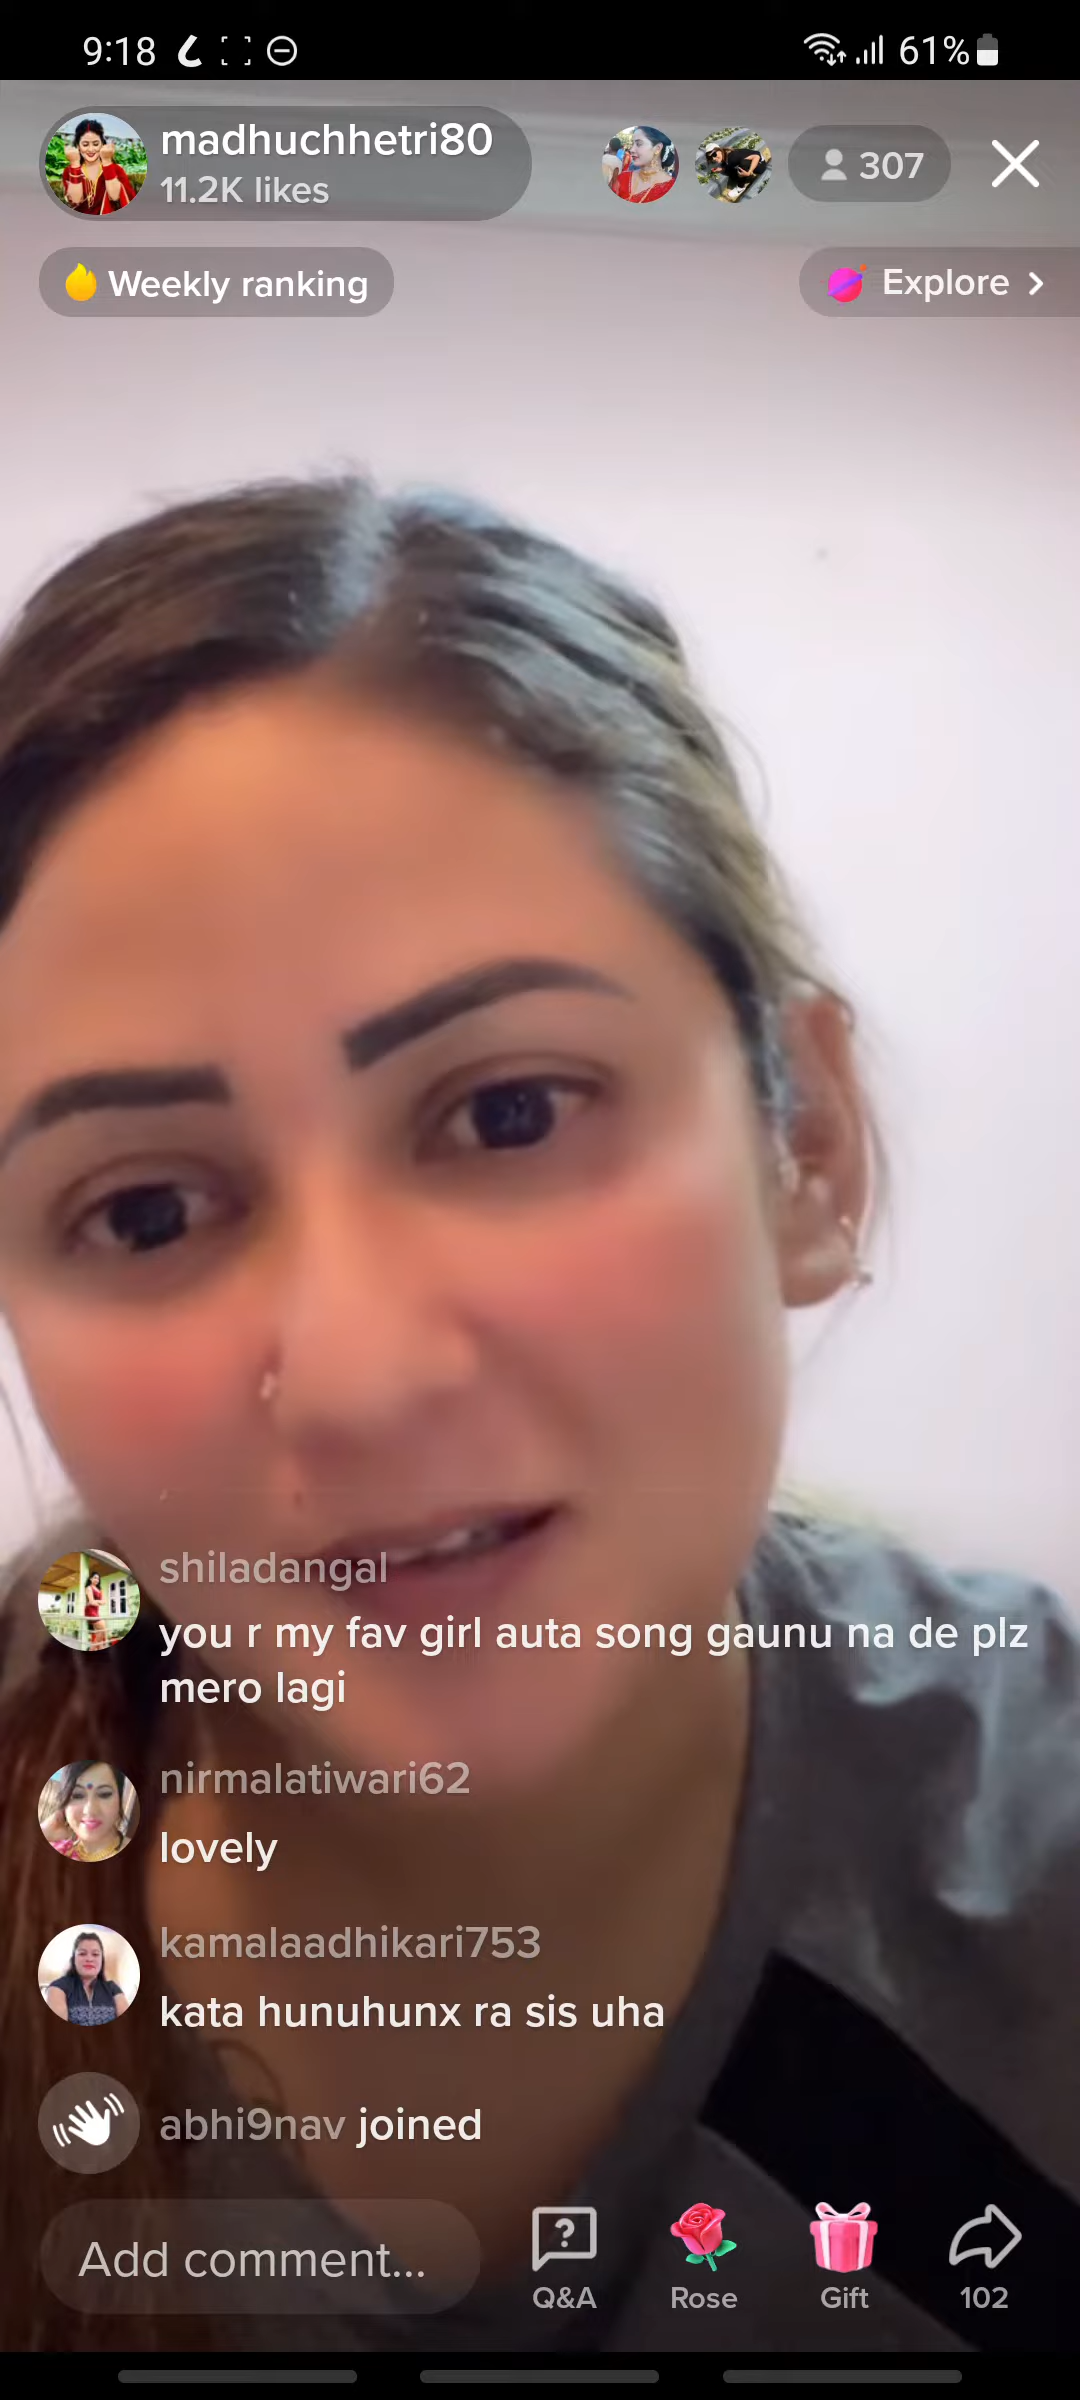 9:18
61%
madhuchhetri80
11.2K likes
307
Weekly ranking
Explore
shiladangal
you r my fav girl auta song gaunu na de plz
mero lagi
nirmalatiwari62
lovely
kamalaadhikari753
kata hunuhunx ra sis uha
abhi9nav joined
Add comment...
Q&A
Rose
Gift
102